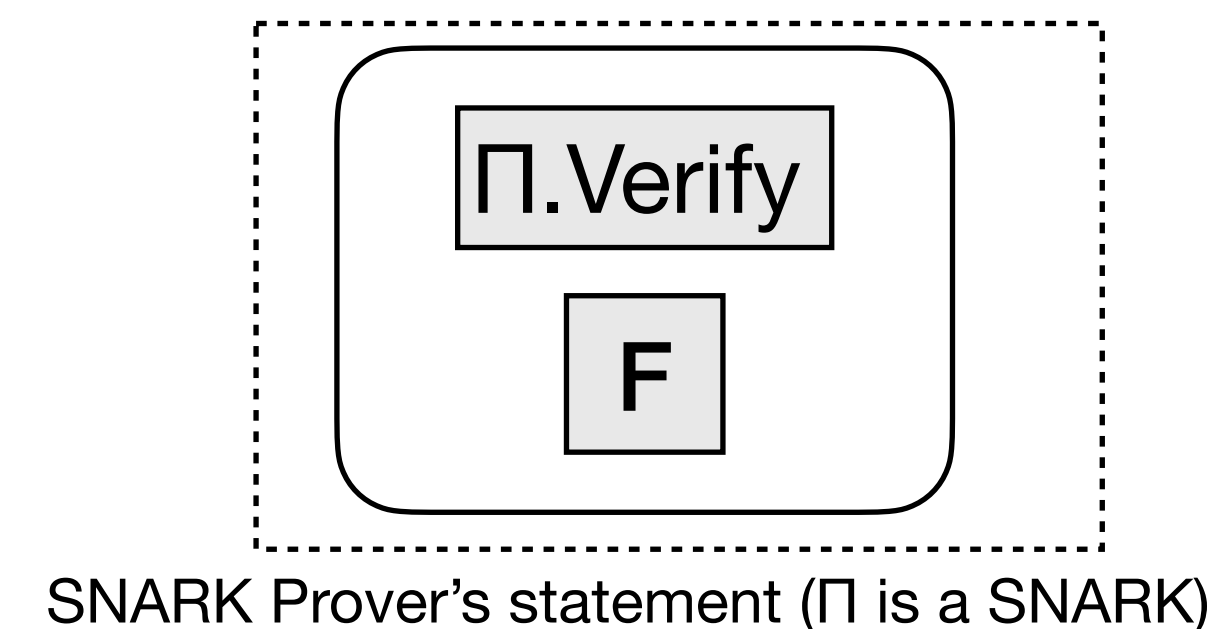 Π.Verify
F
SNARK Prover’s statement (Π is a SNARK)